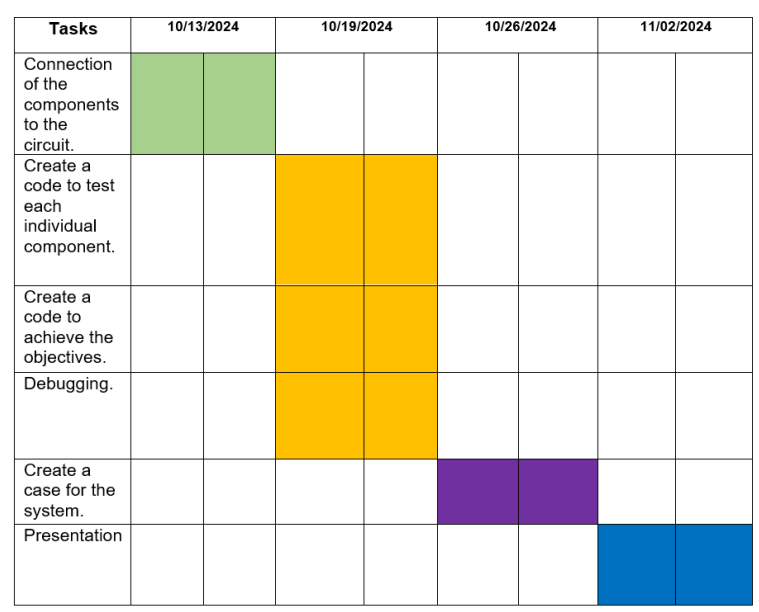 Tasks 10/13/2024 10/19/2024 10/26/2024 11/02/2024
Connection
of the
components
to the
circuit.
Create a
code to test
each
individual
component.
Create a
code to
achieve the
objectives.
Debugging.
Create a
case for the
system.
Presentation